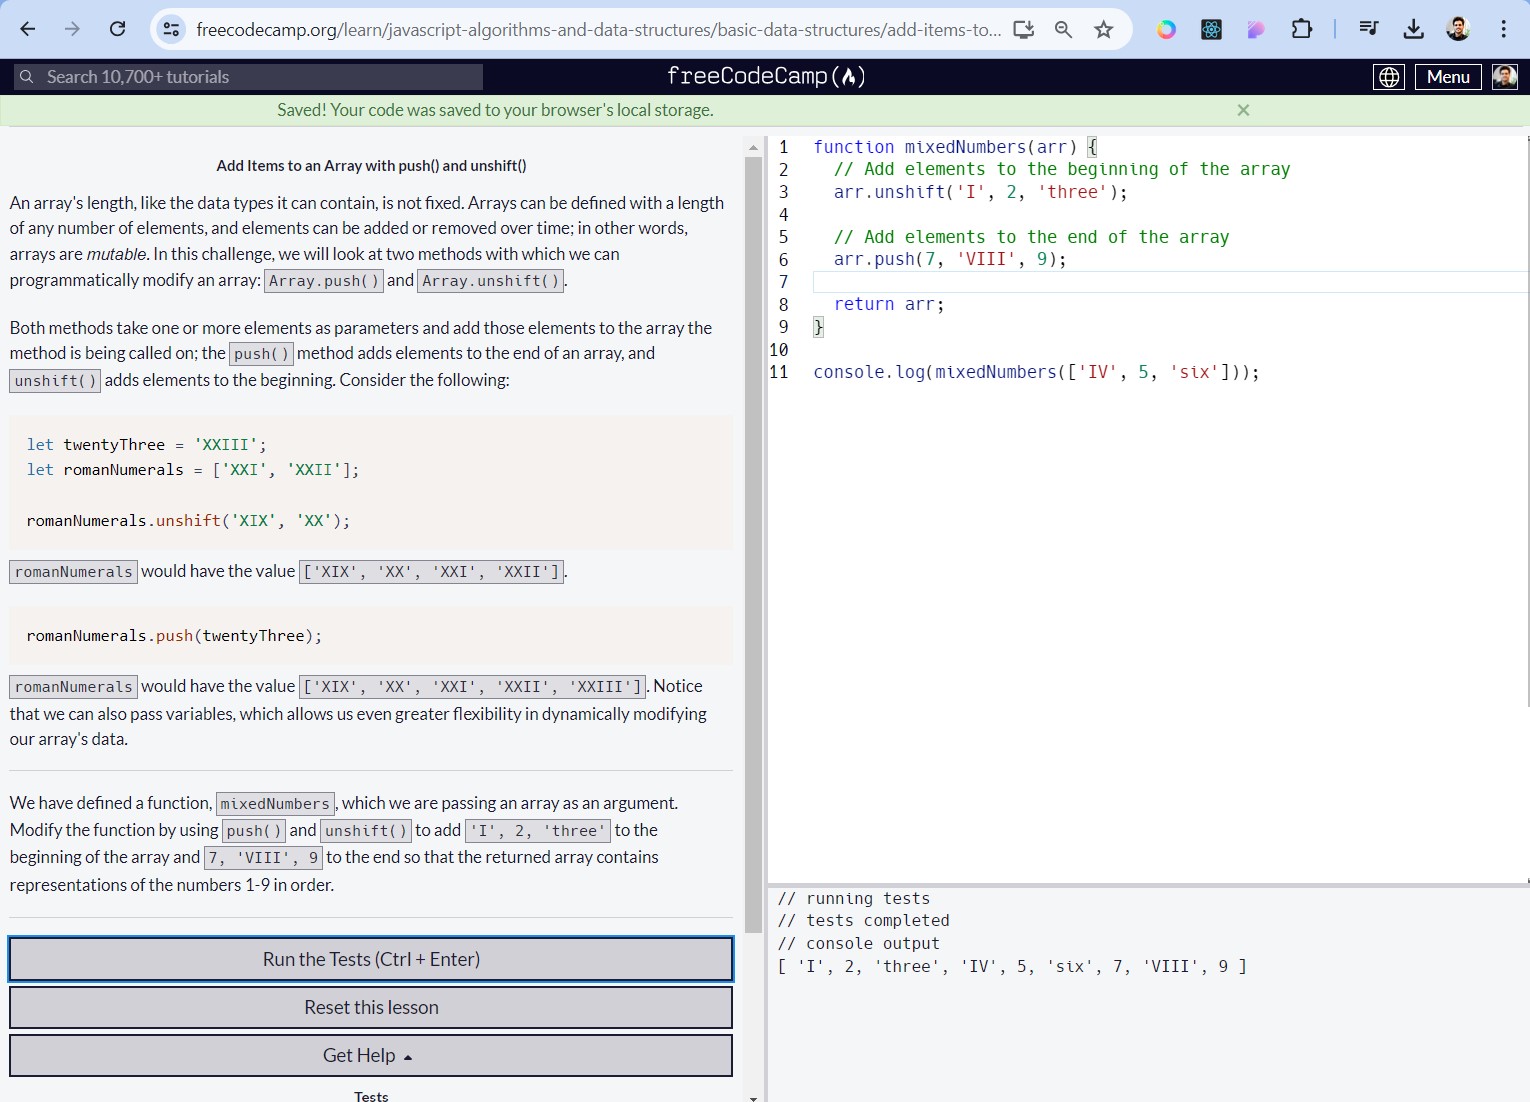 freecodecamp.org/learn/javascript-algorithms-and-data-structures/basic-data-structures/add-items-to...
Search 10,700+ tutorials
freeCodeCamp
Menu
Saved! Your code was saved to your browser's local storage.
×
Add Items to an Array with push() and unshift()
An array's length, like the data types it can contain, is not fixed. Arrays can be defined with a length
of any number of elements, and elements can be added or removed over time; in other words,
arrays are mutable. In this challenge, we will look at two methods with which we can
programmatically modify an array: Array.push() and Array.unshift().
Both methods take one or more elements as parameters and add those elements to the array the
method is being called on; the push() method adds elements to the end of an array, and
unshift() adds elements to the beginning. Consider the following:
let twentyThree = 'XXIII';
let romanNumerals = ['XXI', 'XXII'];
romanNumerals.unshift('XIX', 'XX');
romanNumerals would have the value ['XIX', 'XX', 'XXI', 'XXII'].
romanNumerals.push(twentyThree);
romanNumerals would have the value ['XIX', 'XX', 'XXI', 'XXII', 'XXIII']. Notice
that we can also pass variables, which allows us even greater flexibility in dynamically modifying
our array's data.
We have defined a function, mixedNumbers, which we are passing an array as an argument.
Modify the function by using push() and unshift() to add 'I', 2, 'three' to the
beginning of the array and 7, 'VIII', 9 to the end so that the returned array contains
representations of the numbers 1-9 in order.
Run the Tests (Ctrl + Enter)
Reset this lesson
Get Help
Tests
1 function mixedNumbers(arr) {
2 // Add elements to the beginning of the array
3 arr.unshift('I', 2, 'three');
4
5 // Add elements to the end of the array
6 arr.push(7, 'VIII', 9);
7
8 return arr;
9 }
10
11 console.log(mixedNumbers(['IV', 5, 'six']));
// running tests
// tests completed
// console output
[ 'I', 2, 'three', 'IV', 5, 'six', 7, 'VIII', 9 ]